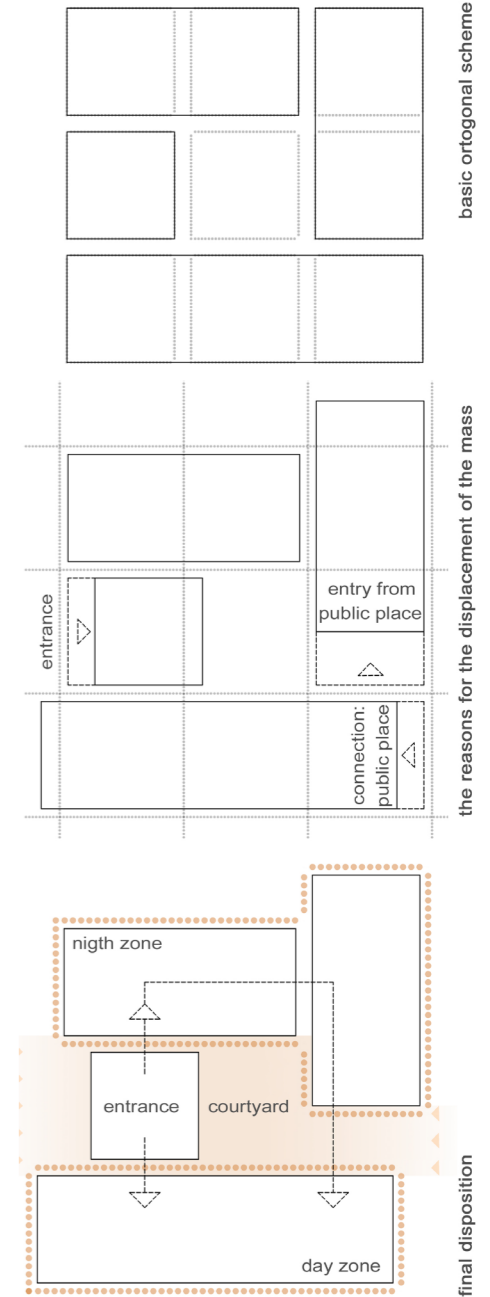 basic ortogonal scheme
the reasons for the displacement of the mass
entrance
entry from
public place
connection:
public place
final disposition
nigth zone
entrance
courtyard
day zone